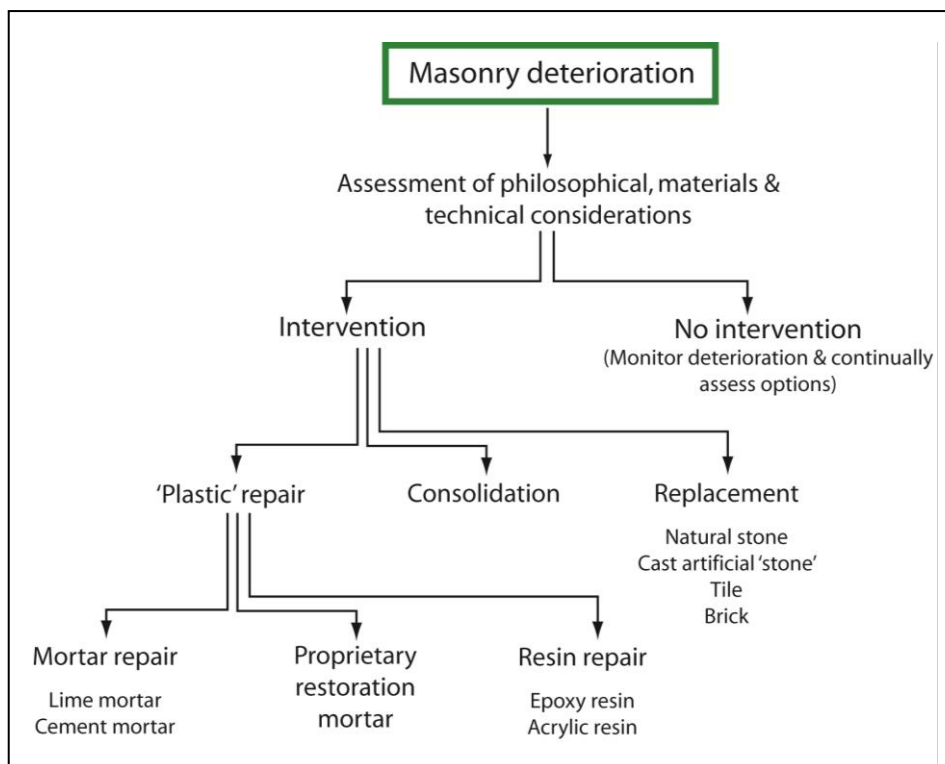 Masonry deterioration
Assessment of philosophical, materials &
technical considerations
Intervention
No intervention
(Monitor deterioration & continually
assess options)
‘Plastic’ repair
Consolidation
Replacement
Natural stone
Cast artificial ‘stone’
Tile
Brick
Mortar repair
Lime mortar
Cement mortar
Proprietary
restoration
mortar
Resin repair
Epoxy resin
Acrylic resin